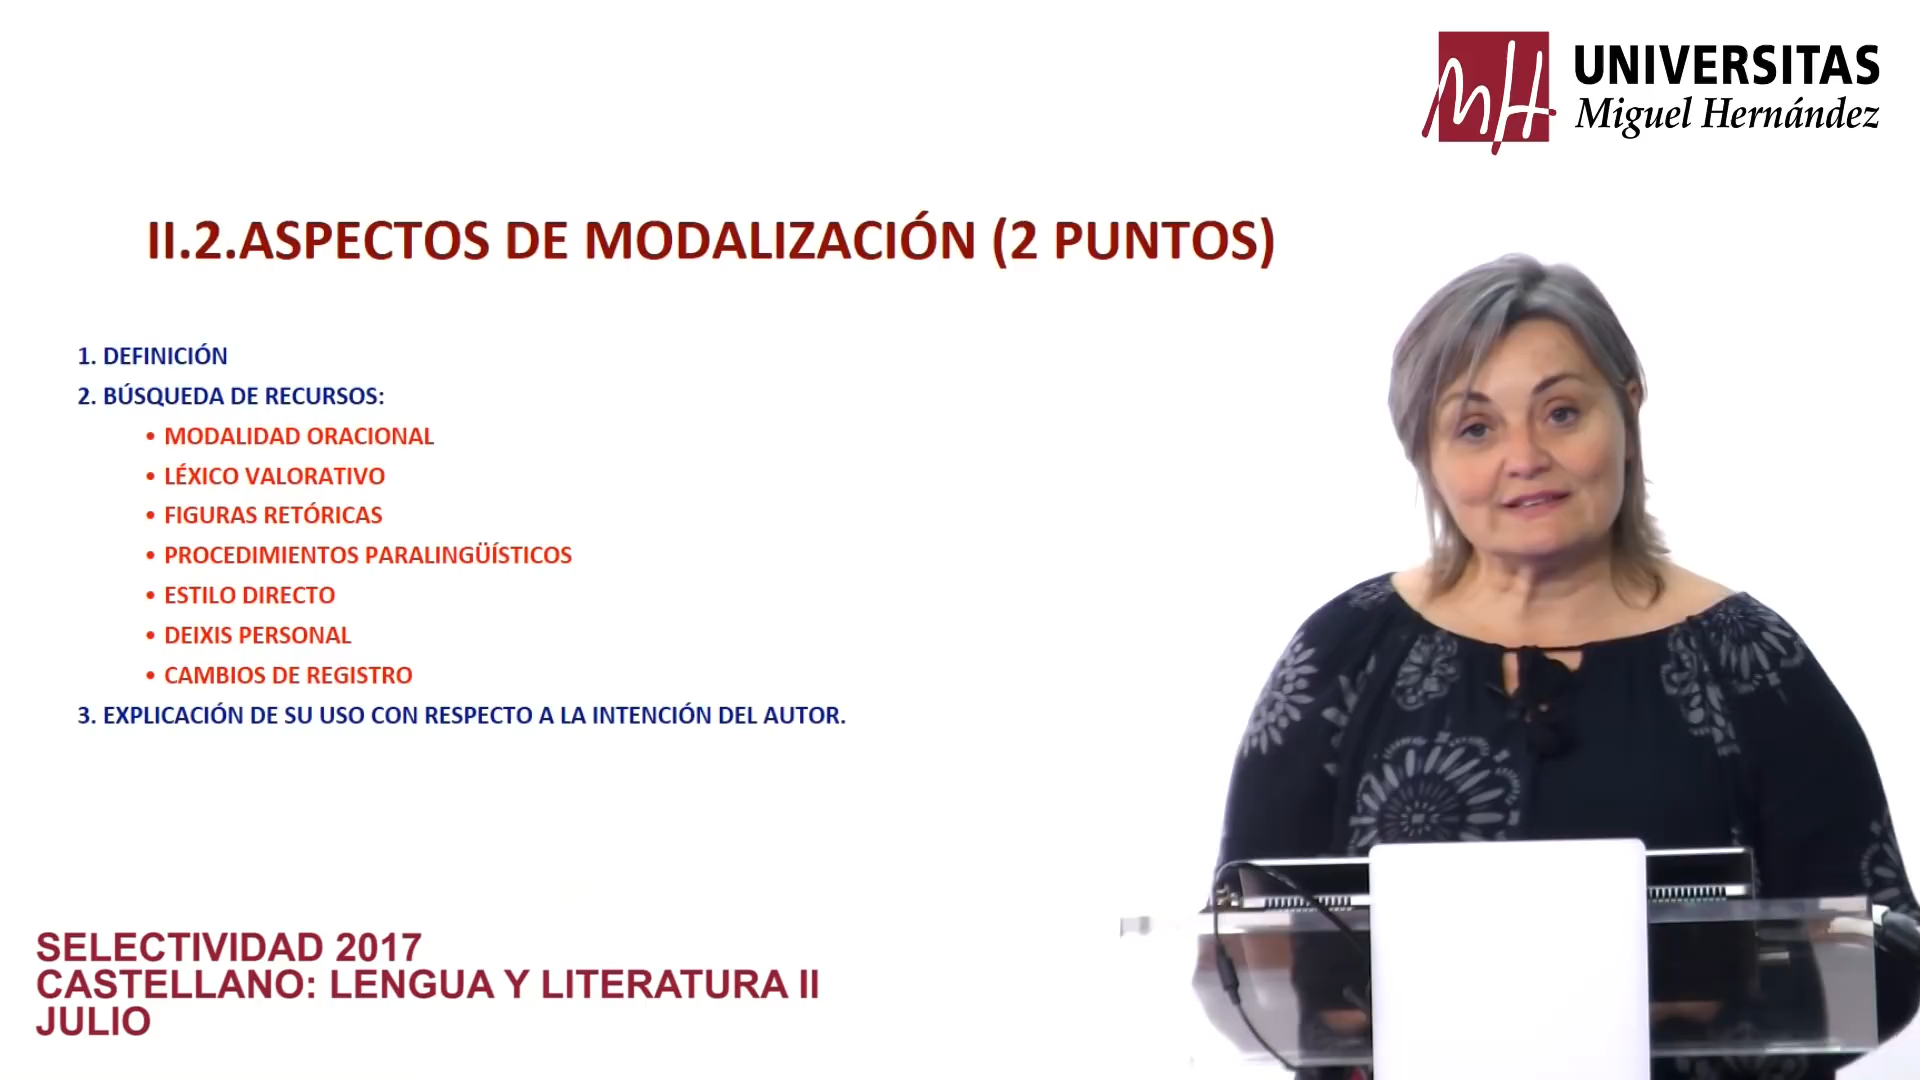 UNIVERSITAS
Miguel Hernández
II.2.ASPECTOS DE MODALIZACIÓN (2 PUNTOS)
1. DEFINICIÓN
2. BÚSQUEDA DE RECURSOS:
• MODALIDAD ORACIONAL
• LÉXICO VALORATIVO
• FIGURAS RETÓRICAS
• PROCEDIMIENTOS PARALINGÜÍSTICOS
• ESTILO DIRECTO
• DEIXIS PERSONAL
• CAMBIOS DE REGISTRO
3. EXPLICACIÓN DE SU USO CON RESPECTO A LA INTENCIÓN DEL AUTOR.
SELECTIVIDAD 2017
CASTELLANO: LENGUA Y LITERATURA II
JULIO